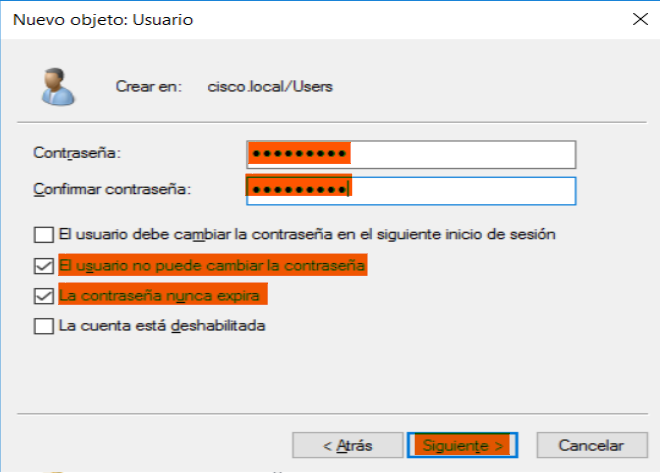 Nuevo objeto: Usuario
Crear en: cisco.local/Users
Contraseña: •••••••••
Confirmar contraseña: •••••••••
El usuario debe cambiar la contraseña en el siguiente inicio de sesión
El usuario no puede cambiar la contraseña
La contraseña nunca expira
La cuenta está deshabilitada
< Atrás Siguiente > Cancelar